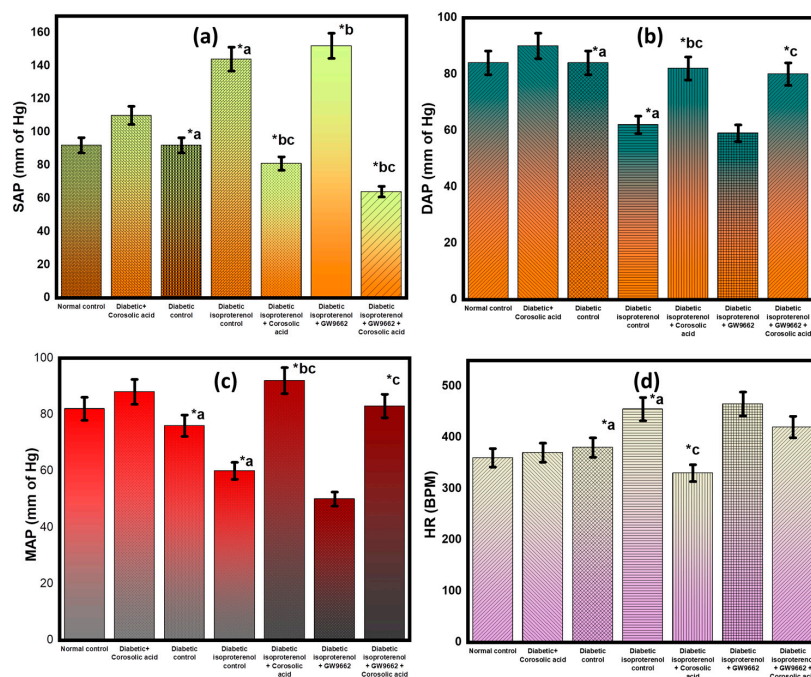 (a)
SAP (mm of Hg)
160
140
120
100
80
60
40
20
0
*a
*a
*bc
*b
*bc
Normal control
Diabetic+
Corosolic acid
Diabetic
control
Diabetic
isoproterenol
control
Diabetic
isoproterenol
+ Corosolic
acid
Diabetic
isoproterenol
+ GW9662
Diabetic
isoproterenol
+ GW9662 +
Corosolic acid
(b)
DAP (mm of Hg)
100
80
60
40
20
0
*a
*a
*bc
*c
Normal control
Diabetic
+ Corosolic acid
Diabetic
control
Diabetic
isoproterenol
control
Diabetic
isoproterenol
+ Corosolic
acid
Diabetic
isoproterenol
+ GW9662
Diabetic
isoproterenol
+ GW9662 +
Corosolic acid
(c)
MAP (mm of Hg)
100
80
60
40
20
0
*a
*a
*bc
*c
Normal control
Diabetic+
Corosolic acid
Diabetic
control
Diabetic
isoproterenol
control
Diabetic
isoproterenol
+ Corosolic
acid
Diabetic
isoproterenol
+ GW9662
Diabetic
isoproterenol
+ GW9662 +
Corosolic acid
(d)
HR (BPM)
500
400
300
200
100
0
*a
*a
*c
Normal control
Diabetic
+ Corosolic acid
Diabetic
control
Diabetic
isoproterenol
control
Diabetic
isoproterenol
+ Corosolic
acid
Diabetic
isoproterenol
+ GW9662
Diabetic
isoproterenol
+ GW9662 +
Corosolic acid